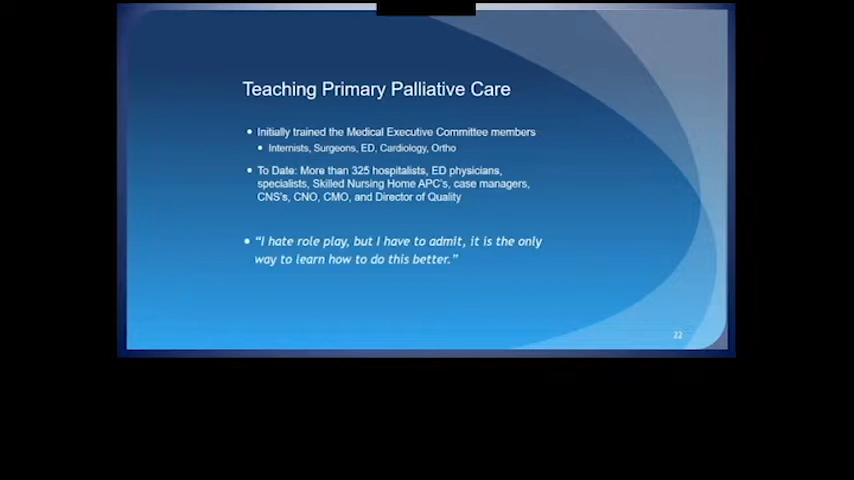 Teaching Primary Palliative Care
• Initially trained the Medical Executive Committee members
• Internists, Surgeons, ED, Cardiology, Ortho
• To Date: More than 325 hospitalists, ED physicians,
specialists, Skilled Nursing Home APC's, case managers,
CNS's, CNO, CMO, and Director of Quality
• "I hate role play, but I have to admit, it is the only
way to learn how to do this better."
22